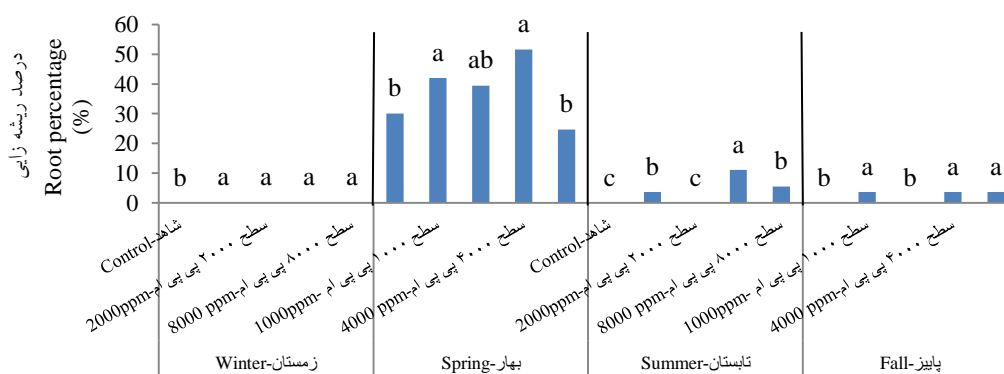 درصد ریشه زایی
Root percentage
(%)
60
50
40
30
20
10
0
b a a a a
b a ab a b
c b c a b
b a b a a
Control-شاهد
2000ppm-سطح ۲۰۰۰ پی پی ام
8000 ppm-سطح ۸۰۰۰ پی پی ام
1000ppm- سطح ۱۰۰۰ پی پی ام
4000 ppm-سطح ۴۰۰۰ پی پی ام
Control-شاهد
2000ppm-سطح ۲۰۰۰ پی پی ام
8000 ppm-سطح ۸۰۰۰ پی پی ام
1000ppm- سطح ۱۰۰۰ پی پی ام
4000 ppm-سطح ۴۰۰۰ پی پی ام
Winter-زمستان
Spring-بهار
Summer-تابستان
Fall-پاییز